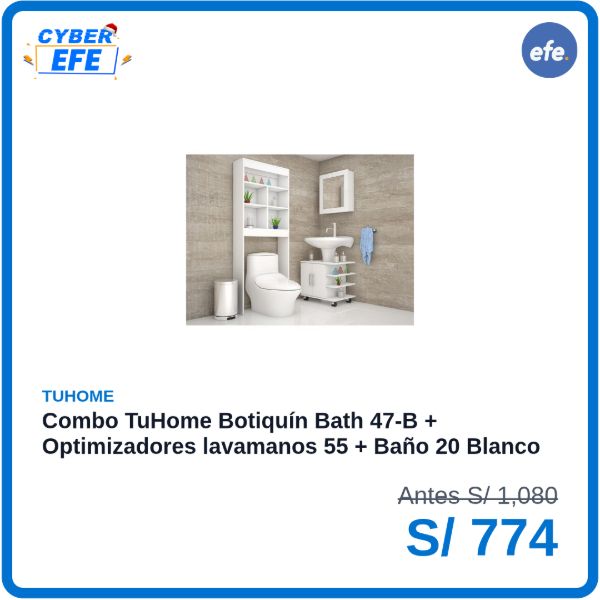 CYBER
EFE
efe.
TUHOME
Combo TuHome Botiquín Bath 47-B +
Optimizadores lavamanos 55 + Baño 20 Blanco
Antes S/ 1,080
S/ 774